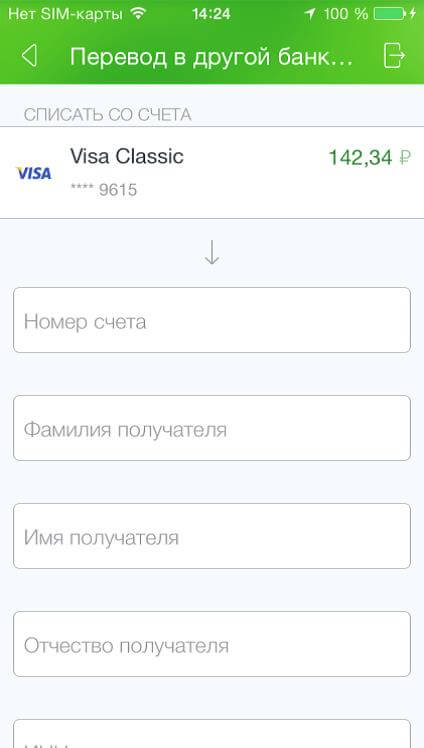 Нет SIM-карты 14:24 100 %
Перевод в другой банк...
СПИСАТЬ СО СЧЕТА
Visa Classic 142,34 ₽
VISA
**** 9615
Номер счета
Фамилия получателя
Имя получателя
Отчество получателя